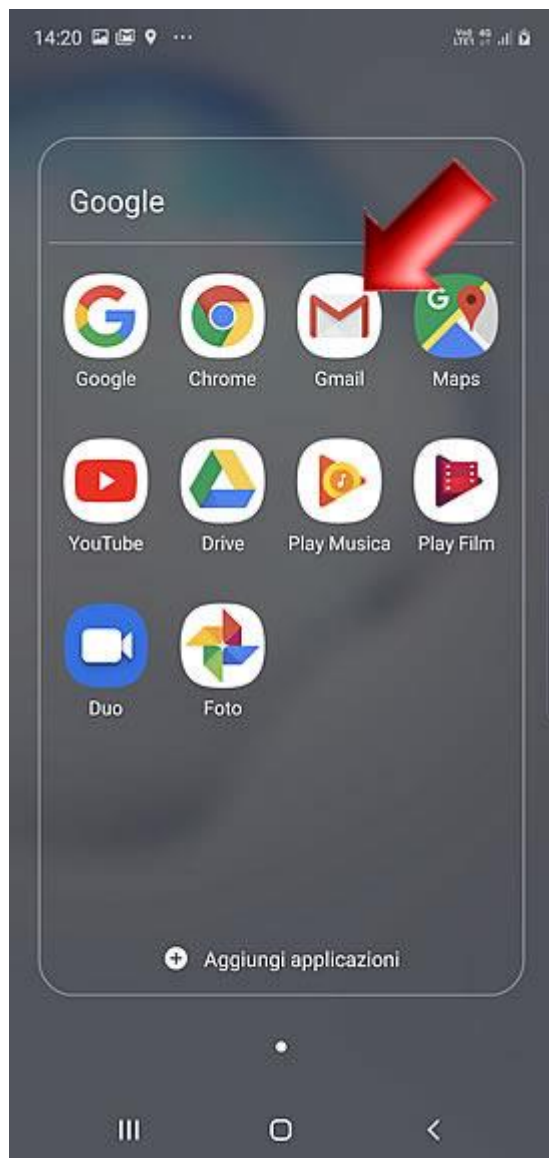 14:20
Google
Google Chrome Gmail Maps
YouTube Drive Play Musica Play Film
Duo Foto
Aggiungi applicazioni